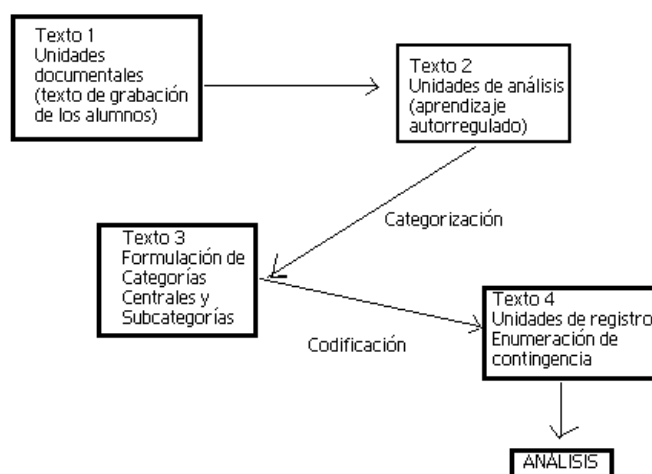 Texto 1
Unidades
documentales
(texto de grabación
de los alumnos)
Texto 2
Unidades de análisis
(aprendizaje
autorregulado)
Categorización
Texto 3
Formulación de
Categorías
Centrales y
Subcategorías
Codificación
Texto 4
Unidades de registro
Enumeración de
contingencia
ANÁLISIS